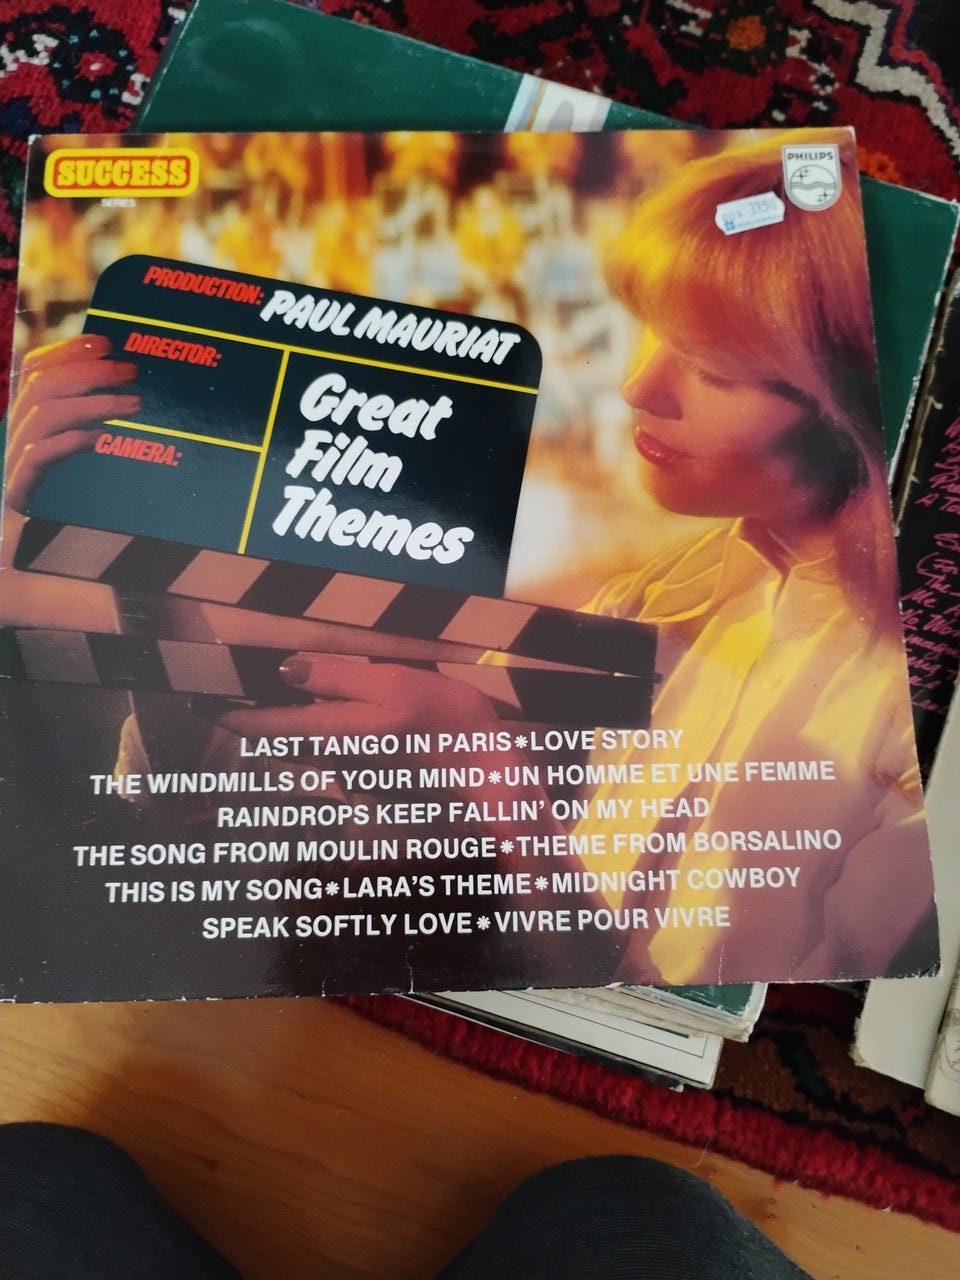 SUCCESS
SERIES
PHILIPS
39.50
PRODUCTION: PAUL MAURIAT
DIRECTOR:
CAMERA:
Great
Film
Themes
LAST TANGO IN PARIS*LOVE STORY
THE WINDMILLS OF YOUR MIND*UN HOMME ET UNE FEMME
RAINDROPS KEEP FALLIN' ON MY HEAD
THE SONG FROM MOULIN ROUGE*THEME FROM BORSALINO
THIS IS MY SONG*LARA'S THEME*MIDNIGHT COWBOY
SPEAK SOFTLY LOVE*VIVRE POUR VIVRE